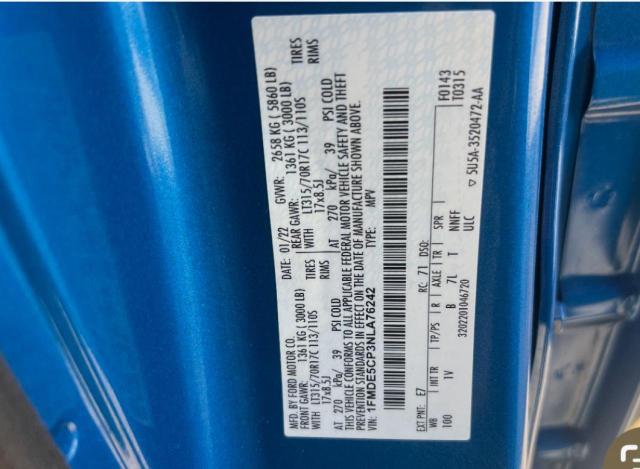 MFD. BY FORD MOTOR CO.
DATE: 01/22 GVWR: 2658 KG ( 5860 LB)
FRONT GAWR: 1361 KG (3000 LB) REAR GAWR: 1361 KG (3000 LB)
WITH LT315/70R17C 113/110S TIRES WITH LT315/70R17C 113/110S TIRES
17x8.5J RIMS 17x8.5J RIMS
AT 270 kPa/ 39 PSI COLD AT 270 kPa/ 39 PSI COLD
THIS VEHICLE CONFORMS TO ALL APPLICABLE FEDERAL MOTOR VEHICLE SAFETY AND THEFT
PREVENTION STANDARDS IN EFFECT ON THE DATE OF MANUFACTURE SHOWN ABOVE.
VIN: 1FMDE5CP3NLA76242 TYPE: MPV
EXT PNT: E7 RC: 71 DSO: F0143
WB INT TR TP/PS R AXLE TR SPR T0315
100 1V B 7L T NNFF
3202201046720 ULC
5U5A-3520472-AA